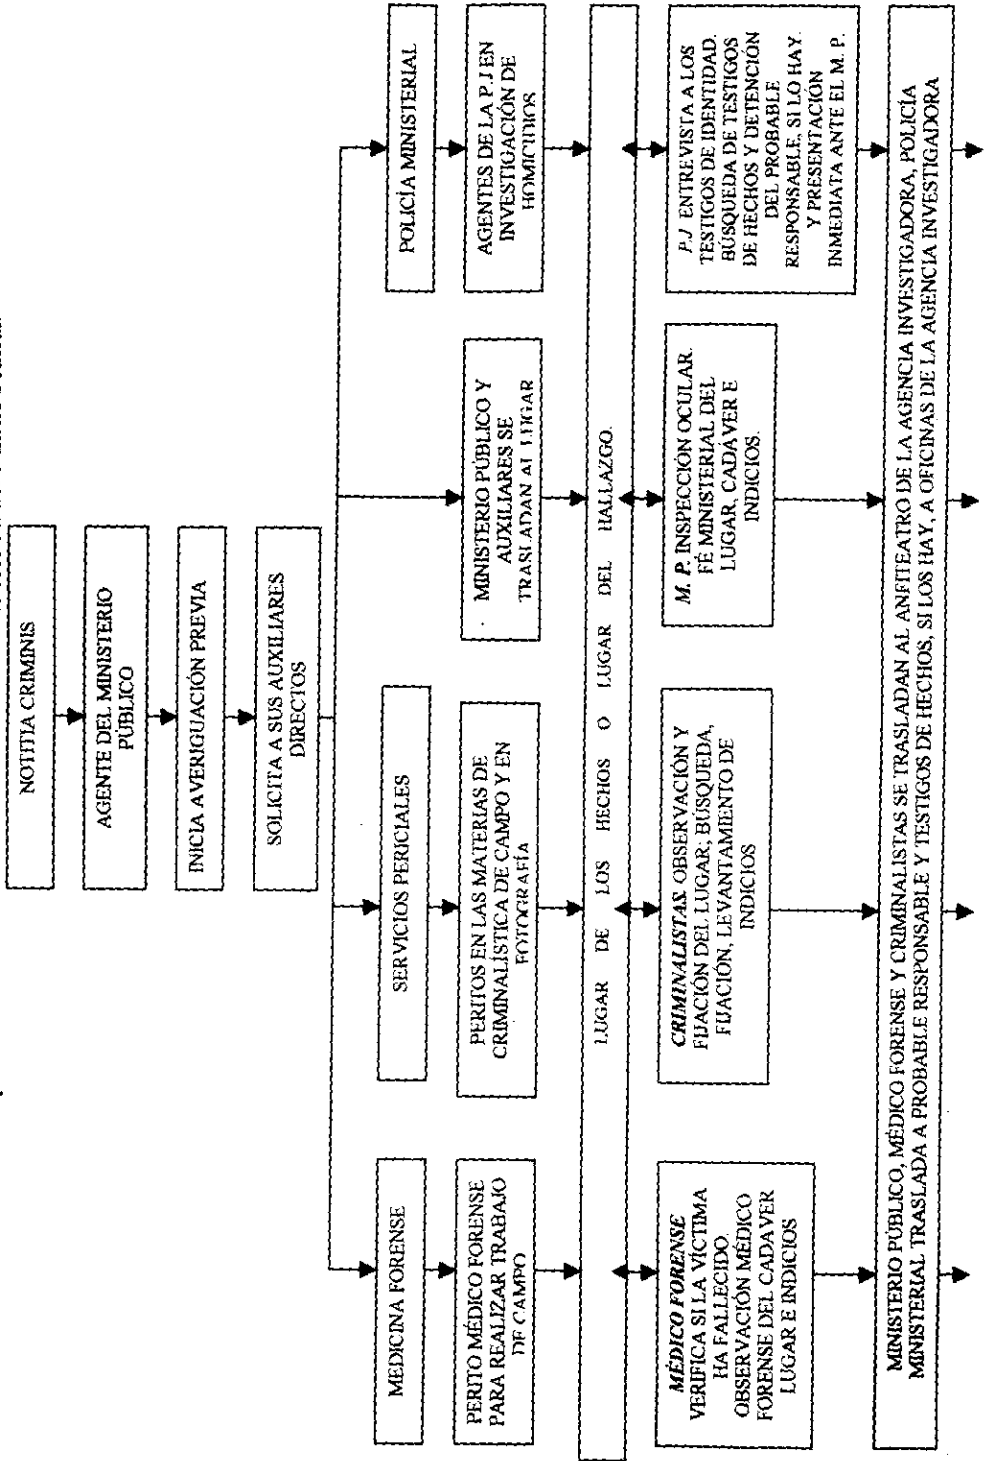 NOTITIA CRIMINIS
AGENTE DEL MINISTERIO
PÚBLICO
INICIA AVERIGUACIÓN PREVIA
SOLICITA A SUS AUXILIARES
DIRECTOS
MEDICINA FORENSE
SERVICIOS PERICIALES
POLICÍA MINISTERIAL
PERITO MÉDICO FORENSE
PARA REALIZAR TRABAJO
DE CAMPO
PERITOS EN LAS MATERIAS DE
CRIMINALÍSTICA DE CAMPO Y EN
FOTOGRAFÍA
MINISTERIO PÚBLICO Y
AUXILIARES SE
TRASLADAN AL LUGAR
AGENTES DE LA P.J EN
INVESTIGACIÓN DE
HOMICIDIOS
LUGAR DE LOS HECHOS O LUGAR DEL HALLAZGO.
MÉDICO FORENSE
VERIFICA SI LA VÍCTIMA
HA FALLECIDO.
OBSERVACIÓN MÉDICO
FORENSE DEL CADAVER
LUGAR E INDICIOS
CRIMINALISTAS. OBSERVACIÓN Y
FIJACIÓN DEL LUGAR; BÚSQUEDA,
FIJACIÓN, LEVANTAMIENTO DE
INDICIOS
M. P. INSPECCIÓN OCULAR.
FÉ MINISTERIAL DEL
LUGAR, CADÁVER E
INDICIOS.
P.J ENTREVISTA A LOS
TESTIGOS DE IDENTIDAD.
BÚSQUEDA DE TESTIGOS
DE HECHOS Y DETENCIÓN
DEL PROBABLE
RESPONSABLE, SI LO HAY.
Y PRESENTACIÓN
INMEDIATA ANTE EL M. P.
MINISTERIO PÚBLICO, MÉDICO FORENSE Y CRIMINALISTAS SE TRASLADAN AL ANFITEATRO DE LA AGENCIA INVESTIGADORA, POLICÍA
MINISTERIAL TRASLADA A PROBABLE RESPONSABLE Y TESTIGOS DE HECHOS, SI LOS HAY, A OFICINAS DE LA AGENCIA INVESTIGADORA